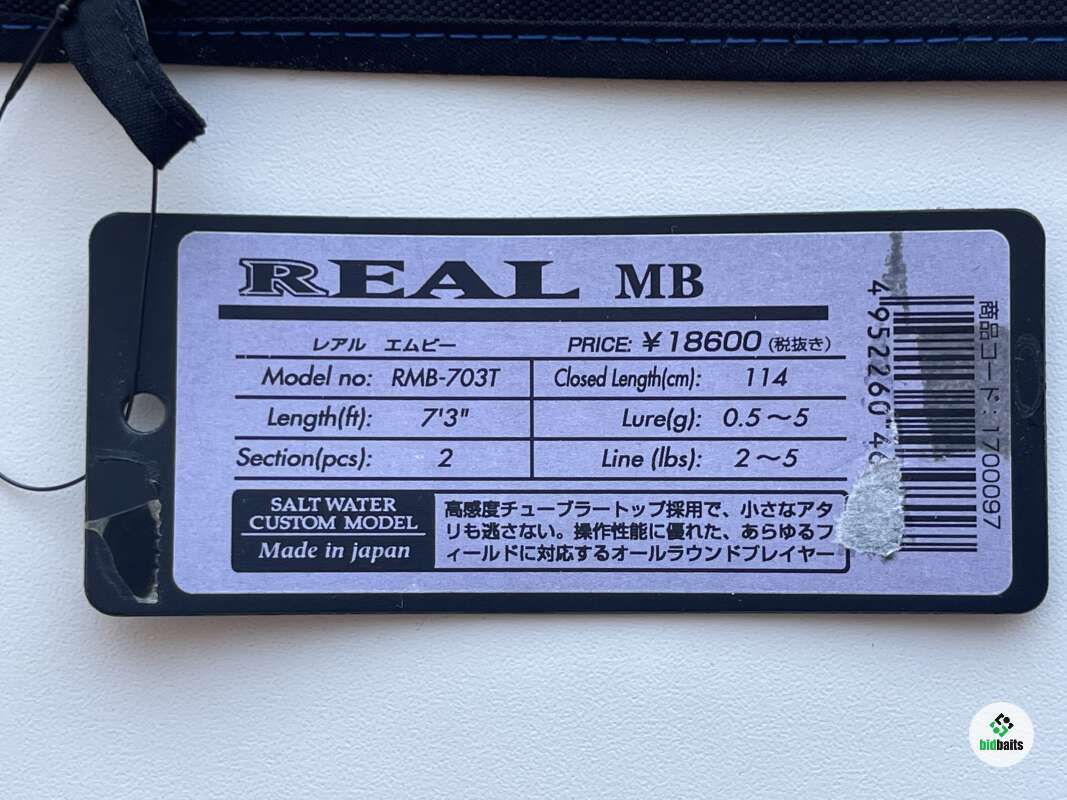 REAL MB
レアル エムピー PRICE: ¥18600 (税抜き)
Model no: RMB-703T Closed Length(cm): 114
Length(ft): 7'3" Lure(g): 0.5〜5
Section(pcs): 2 Line (lbs): 2〜5
SALT WATER
CUSTOM MODEL
Made in japan
高感度チューブラートップ採用で、小さなアタ
リも逃さない。操作性能に優れた、あらゆるフ
ィールドに対応するオールラウンドプレイヤー
4 952260 4
商品コード:1700097
bidbaits